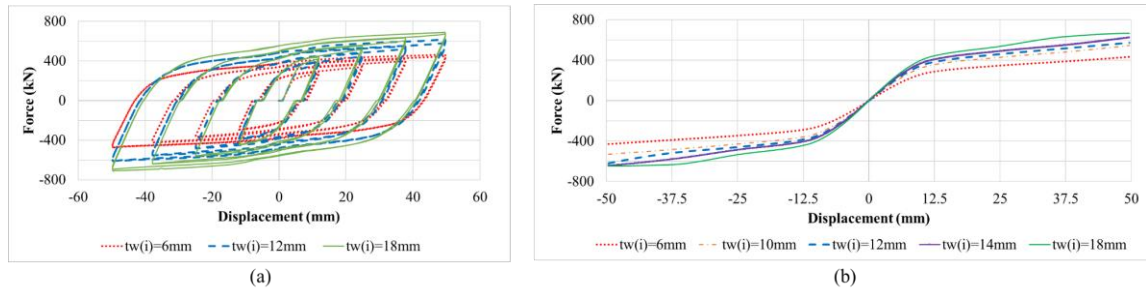 800
400
0
-400
-800
Force (kN)
-60 -40 -20 0 20 40 60
Displacement (mm)
tw(i)=6mm tw(i)=12mm tw(i)=18mm
(a)
800
400
0
-400
-800
Force (kN)
-50 -37.5 -25 -12.5 0 12.5 25 37.5 50
Displacement (mm)
tw(i)=6mm tw(i)=10mm tw(i)=12mm tw(i)=14mm tw(i)=18mm
(b)